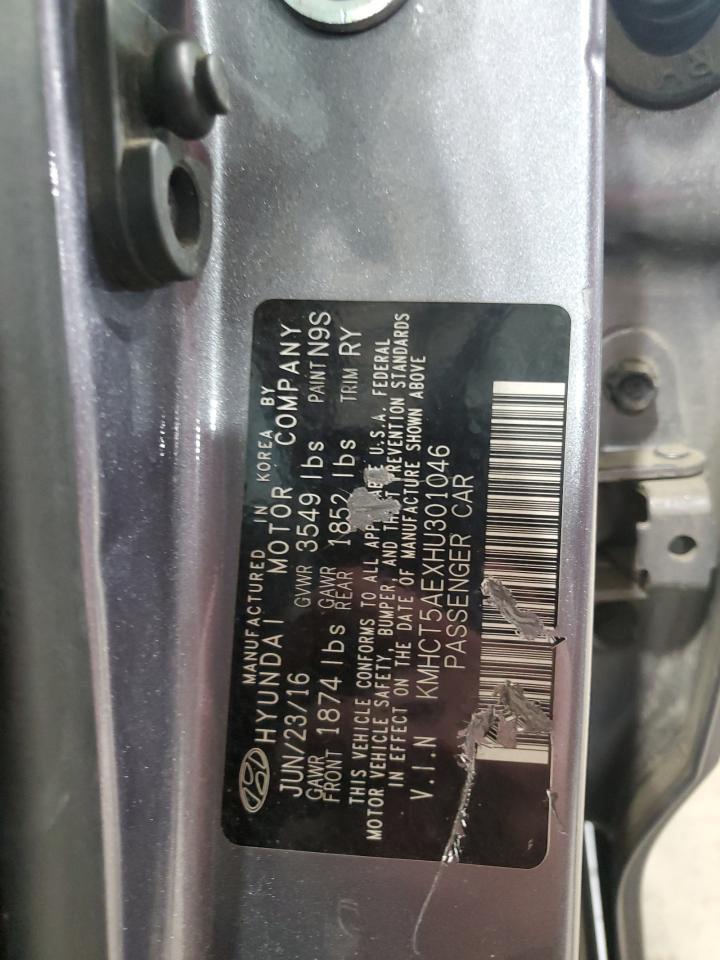 MANUFACTURED IN KOREA BY
HYUNDAI MOTOR COMPANY
JUN/23/16 GVWR 3549 lbs PAINT N9S
GAWR FRONT 1874 lbs GAWR REAR 1852 lbs TRIM RY
THIS VEHICLE CONFORMS TO ALL U.S.A. FEDERAL
MOTOR VEHICLE SAFETY, BUMPER, AND PREVENTION STANDARDS
IN EFFECT ON THE DATE OF MANUFACTURE SHOWN ABOVE
V.I.N KMHCT5AEXHU301046
PASSENGER CAR